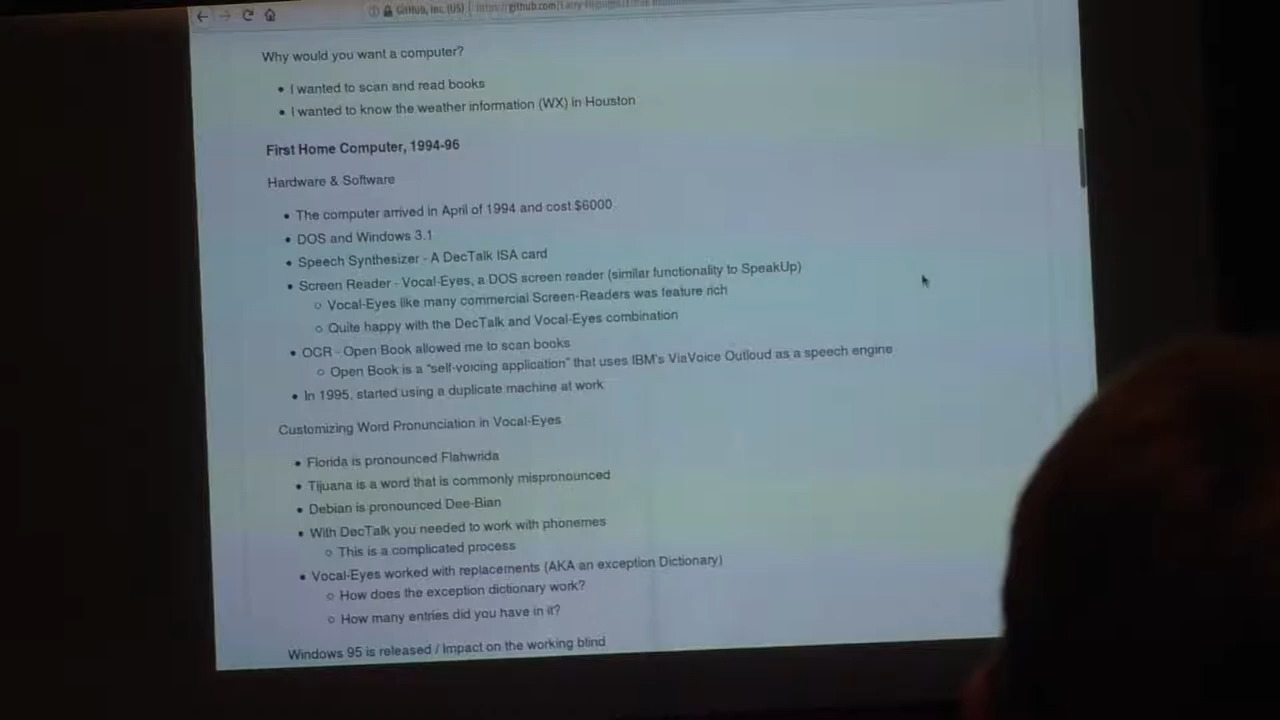 GitHub, Inc. (US) https://github.com/
Why would you want a computer?
• I wanted to scan and read books
• I wanted to know the weather information (WX) in Houston
First Home Computer, 1994-96
Hardware & Software
• The computer arrived in April of 1994 and cost $6000
• DOS and Windows 3.1
• Speech Synthesizer - A DecTalk ISA card
• Screen Reader - Vocal-Eyes, a DOS screen reader (similar functionality to SpeakUp)
○ Vocal-Eyes like many commercial Screen-Readers was feature rich
○ Quite happy with the DecTalk and Vocal-Eyes combination
• OCR - Open Book allowed me to scan books
○ Open Book is a "self-voicing application" that uses IBM's ViaVoice Outloud as a speech engine
• In 1995, started using a duplicate machine at work
Customizing Word Pronunciation in Vocal-Eyes
• Florida is pronounced Flahwrida
• Tijuana is a word that is commonly mispronounced
• Debian is pronounced Dee-Bian
• With DecTalk you needed to work with phonemes
○ This is a complicated process
• Vocal-Eyes worked with replacements (AKA an exception Dictionary)
○ How does the exception dictionary work?
○ How many entries did you have in it?
Windows 95 is released / Impact on the working blind